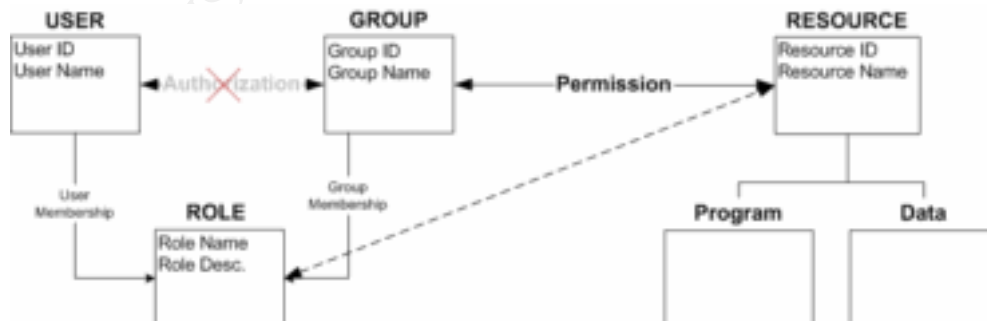 USER
GROUP
RESOURCE
User ID
User Name
Group ID
Group Name
Resource ID
Resource Name
Authorization
Permission
User
Membership
Group
Membership
ROLE
Role Name
Role Desc.
Program
Data